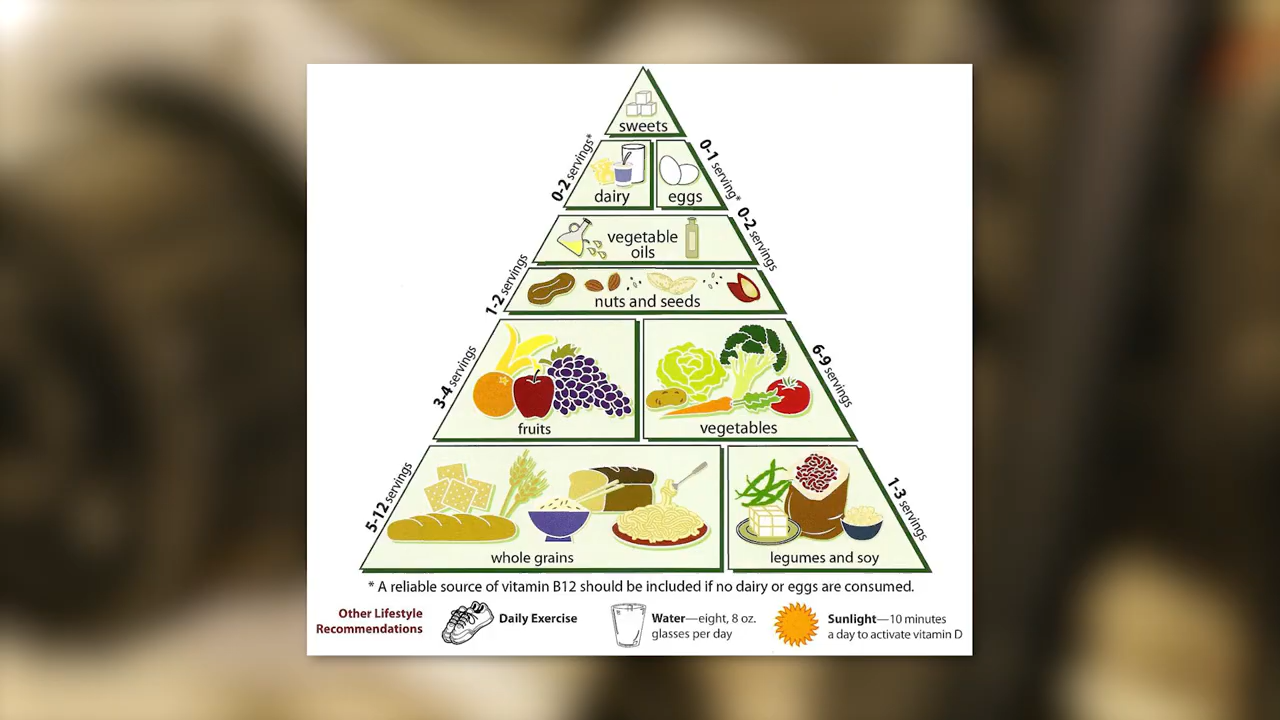 sweets
0-2 servings*
dairy
eggs
0-1 serving*
vegetable
oils
0-2 servings
1-2 servings
nuts and seeds
3-4 servings
fruits
vegetables
6-9 servings
5-12 servings
whole grains
legumes and soy
1-3 servings
* A reliable source of vitamin B12 should be included if no dairy or eggs are consumed.
Other Lifestyle
Recommendations
Daily Exercise
Water—eight, 8 oz.
glasses per day
Sunlight—10 minutes
a day to activate vitamin D